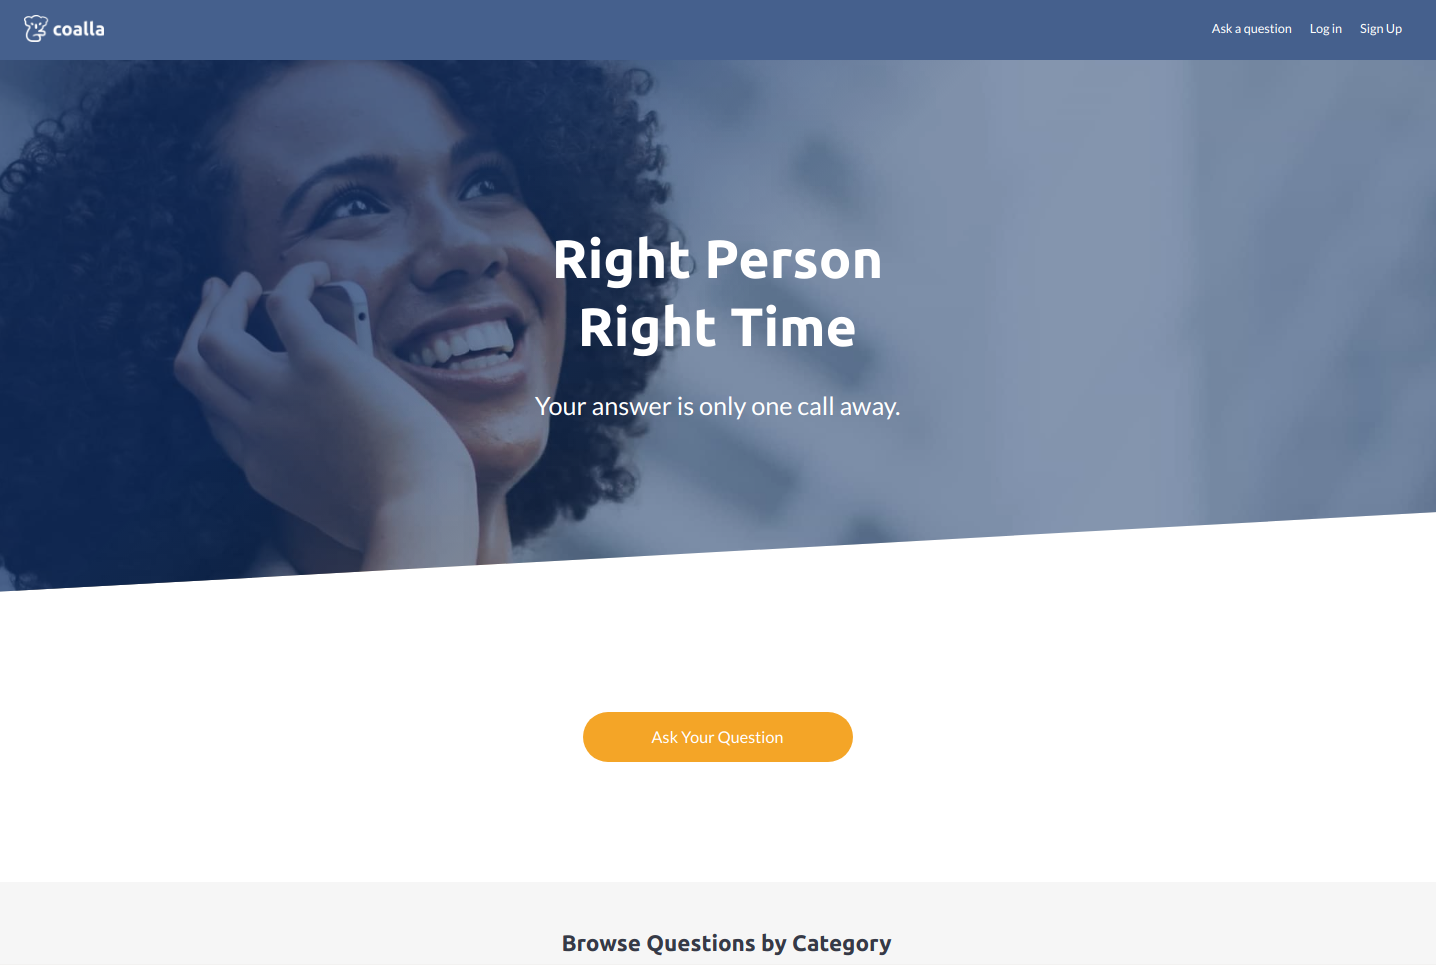 coalla
Ask a question Log in Sign Up
Right Person
Right Time
Your answer is only one call away.
Ask Your Question
Browse Questions by Category